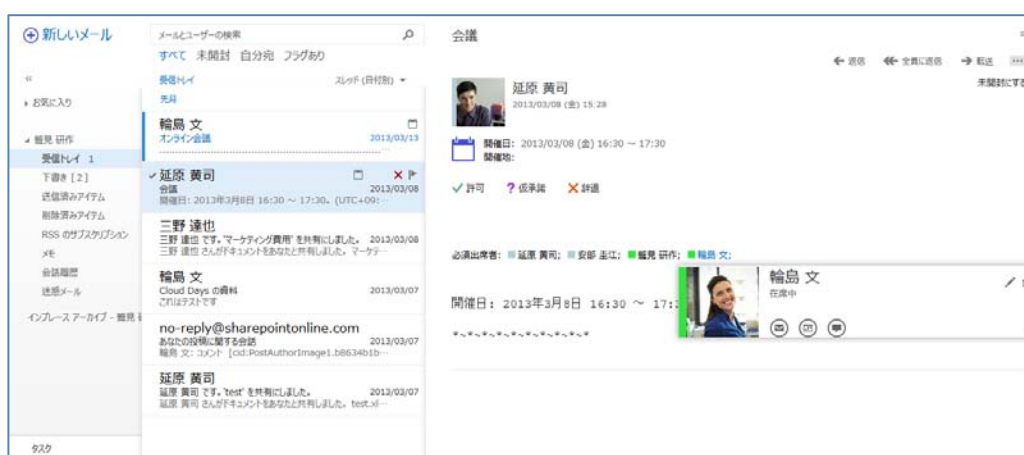 新しいメール
«
お気に入り
鶴見 研作
受信トレイ 1
下書き [2]
送信済みアイテム
削除済みアイテム
RSS のサブスクリプション
メモ
会話履歴
迷惑メール
インプレース アーカイブ - 鶴見
タスク
メールとユーザーの検索
すべて 未開封 自分宛 フラグあり
受信トレイ スレッド (日付別)
先月
輪島 文
オンライン会議 2013/03/13
延原 黄司
会議 2013/03/08
開催日: 2013年3月8日 16:30 ～ 17:30。(UTC+09:…
三野 達也
三野 達也 です。'マーケティング費用' を共有にしました。 2013/03/08
三野 達也 さんがドキュメントをあなたと共有しました。マーケテ…
輪島 文
Cloud Days の資料 2013/03/07
これはテストです
no-reply@sharepointonline.com
あなたの投稿に関する会話 2013/03/07
輪島 文: コメント [cid:PostAuthorImage1.b8634b1b…
延原 黄司
延原 黄司 です。'test' を共有にしました。 2013/03/07
延原 黄司 さんがドキュメントをあなたと共有しました。test.xl…
会議
返信 全員に返信 転送 …
未開封にする
延原 黄司
2013/03/08 (金) 15:28
開催日: 2013/03/08 (金) 16:30 ～ 17:30
開催地:
許可 仮承諾 辞退
必須出席者: 延原 黄司; 安部 圭江; 鶴見 研作; 輪島 文;
開催日: 2013年3月8日 16:30 ～ 17:
輪島 文
在席中
*~*~*~*~*~*~*~*~*~*